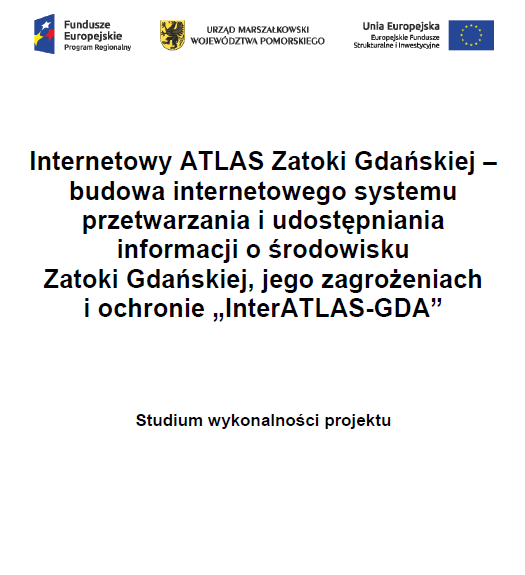 Fundusze
Europejskie
Program Regionalny
URZĄD MARSZAŁKOWSKI
WOJEWÓDZTWA POMORSKIEGO
Unia Europejska
Europejskie Fundusze
Strukturalne i Inwestycyjne
Internetowy ATLAS Zatoki Gdańskiej –
budowa internetowego systemu
przetwarzania i udostępniania
informacji o środowisku
Zatoki Gdańskiej, jego zagrożeniach
i ochronie „InterATLAS-GDA”
Studium wykonalności projektu